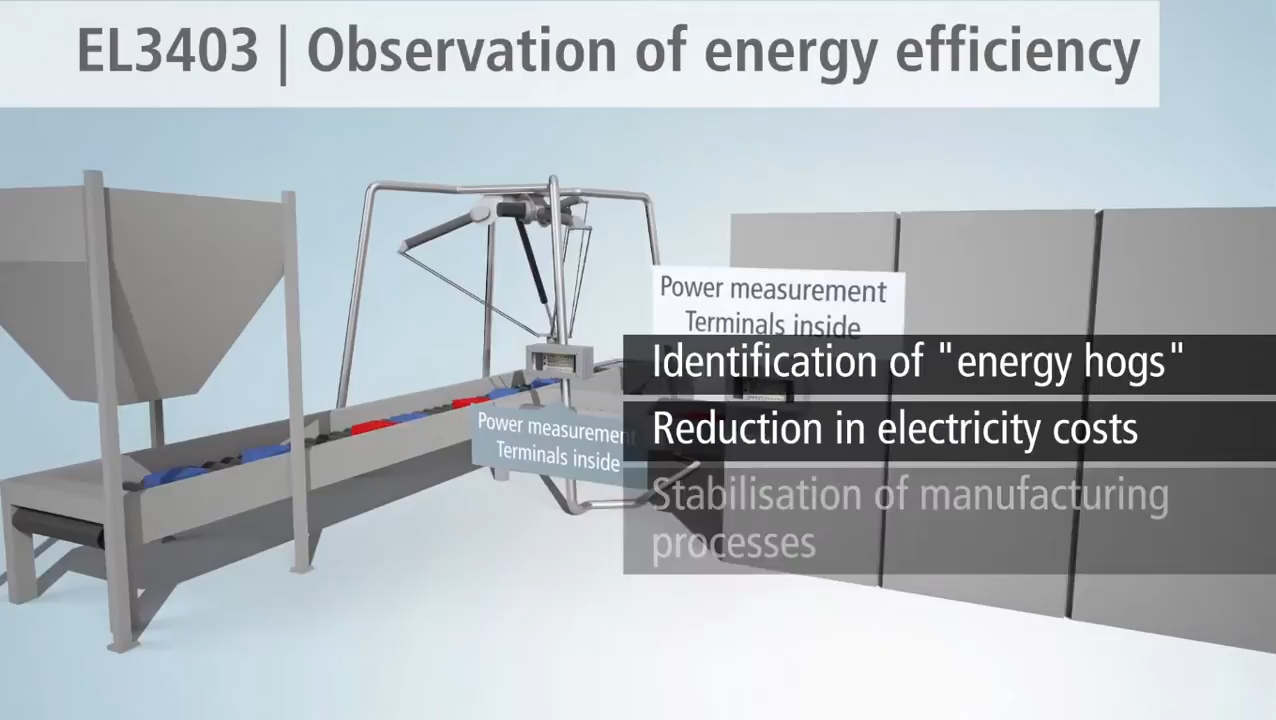 EL3403 | Observation of energy efficiency
Power measurement
Terminals inside
Identification of "energy hogs"
Reduction in electricity costs
Power measurement
Terminals inside
Stabilisation of manufacturing
processes